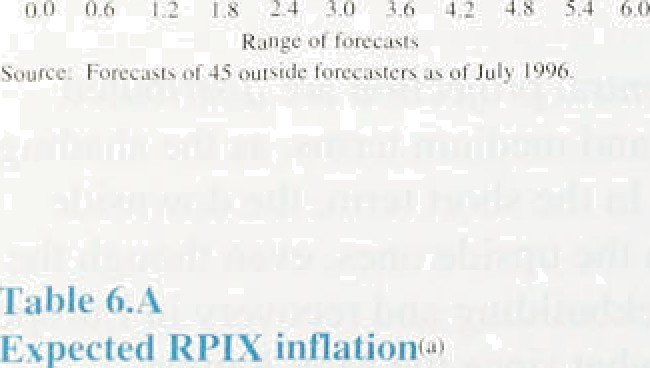 0.0 0.6 1.2 1.8 2.4 3.0 3.6 4.2 4.8 5.4 6.0
Range of forecasts
Source: Forecasts of 45 outside forecasters as of July 1996.
Table 6.A
Expected RPIX inflation(a)